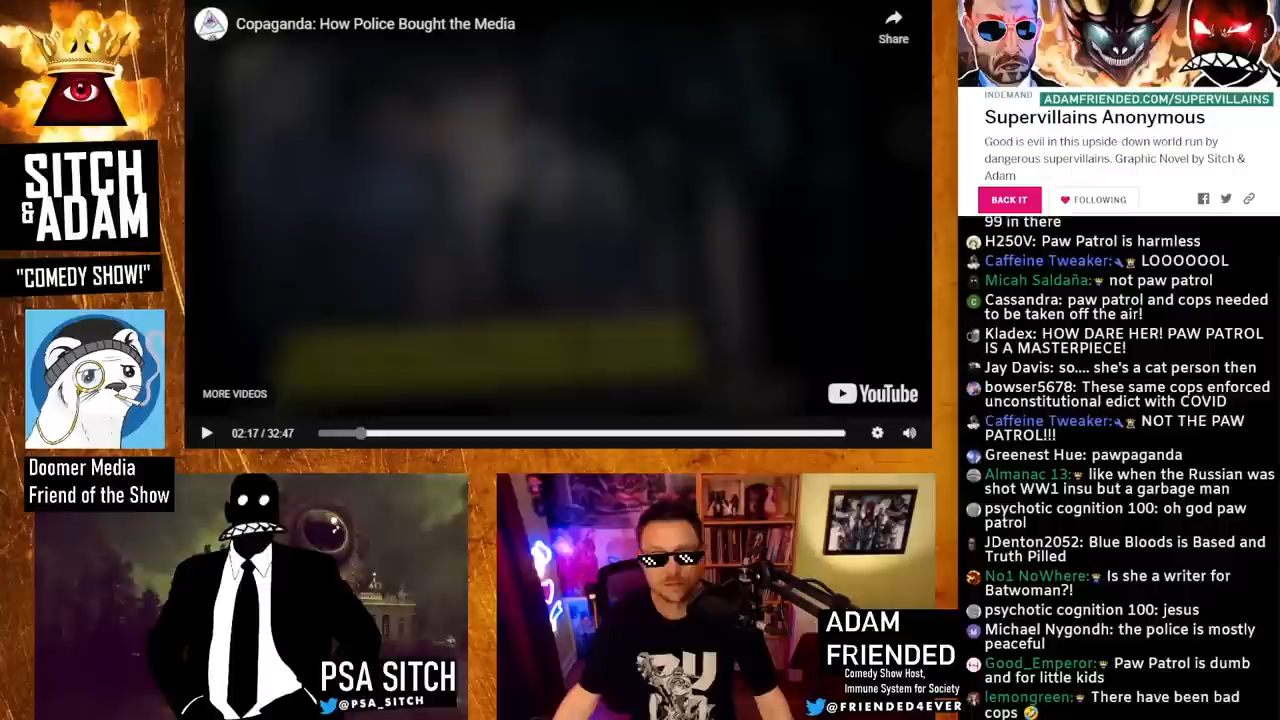 Copaganda: How Police Bought the Media
Share
MORE VIDEOS
YouTube
02:17 / 32:47
SITCH
& ADAM
"COMEDY SHOW!"
Doomer Media
Friend of the Show
PSA SITCH
@PSA_SITCH
ADAM
FRIENDED
Comedy Show Host,
Immune System for Society
@FRIENDED4EVER
INDEMAND
ADAMFRIENDED.COM/SUPERVILLAINS
Supervillains Anonymous
Good is evil in this upside-down world run by
dangerous supervillains. Graphic Novel by Sitch &
Adam
BACK IT
FOLLOWING
99 in there
H250V: Paw Patrol is harmless
Caffeine Tweaker: LOOOOOOL
Micah Saldaña: not paw patrol
C
Cassandra: paw patrol and cops needed
to be taken off the air!
Kladex: HOW DARE HER! PAW PATROL
IS A MASTERPIECE!
Jay Davis: so.... she's a cat person then
bowser5678: These same cops enforced
unconstitutional edict with COVID
Caffeine Tweaker: NOT THE PAW
PATROL!!!
Greenest Hue: pawpaganda
Almanac 13: like when the Russian was
shot WW1 insu but a garbage man
psychotic cognition 100: oh god paw
patrol
JDenton2052: Blue Bloods is Based and
Truth Pilled
No1 NoWhere: Is she a writer for
Batwoman?!
psychotic cognition 100: jesus
M
Michael Nygondh: the police is mostly
peaceful
Good_Emperor: Paw Patrol is dumb
and for little kids
lemongreen: There have been bad
cops 🤣